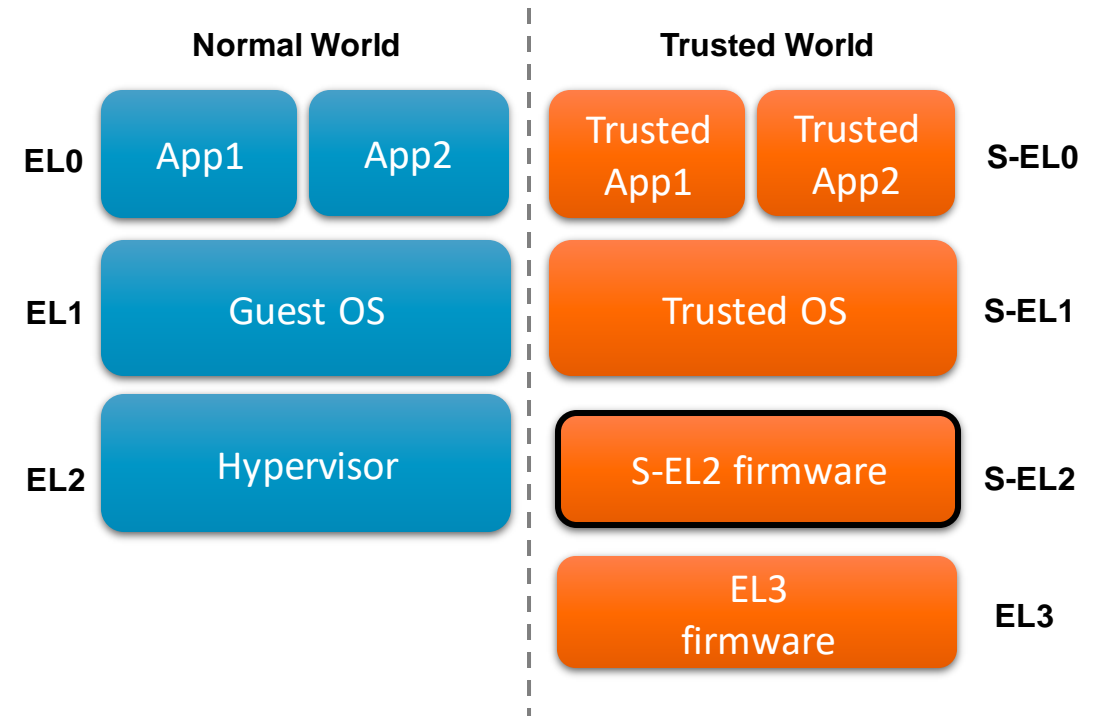 Normal World
Trusted World
EL0
App1
App2
Trusted
App1
Trusted
App2
S-EL0
EL1
Guest OS
Trusted OS
S-EL1
EL2
Hypervisor
S-EL2 firmware
S-EL2
EL3
firmware
EL3